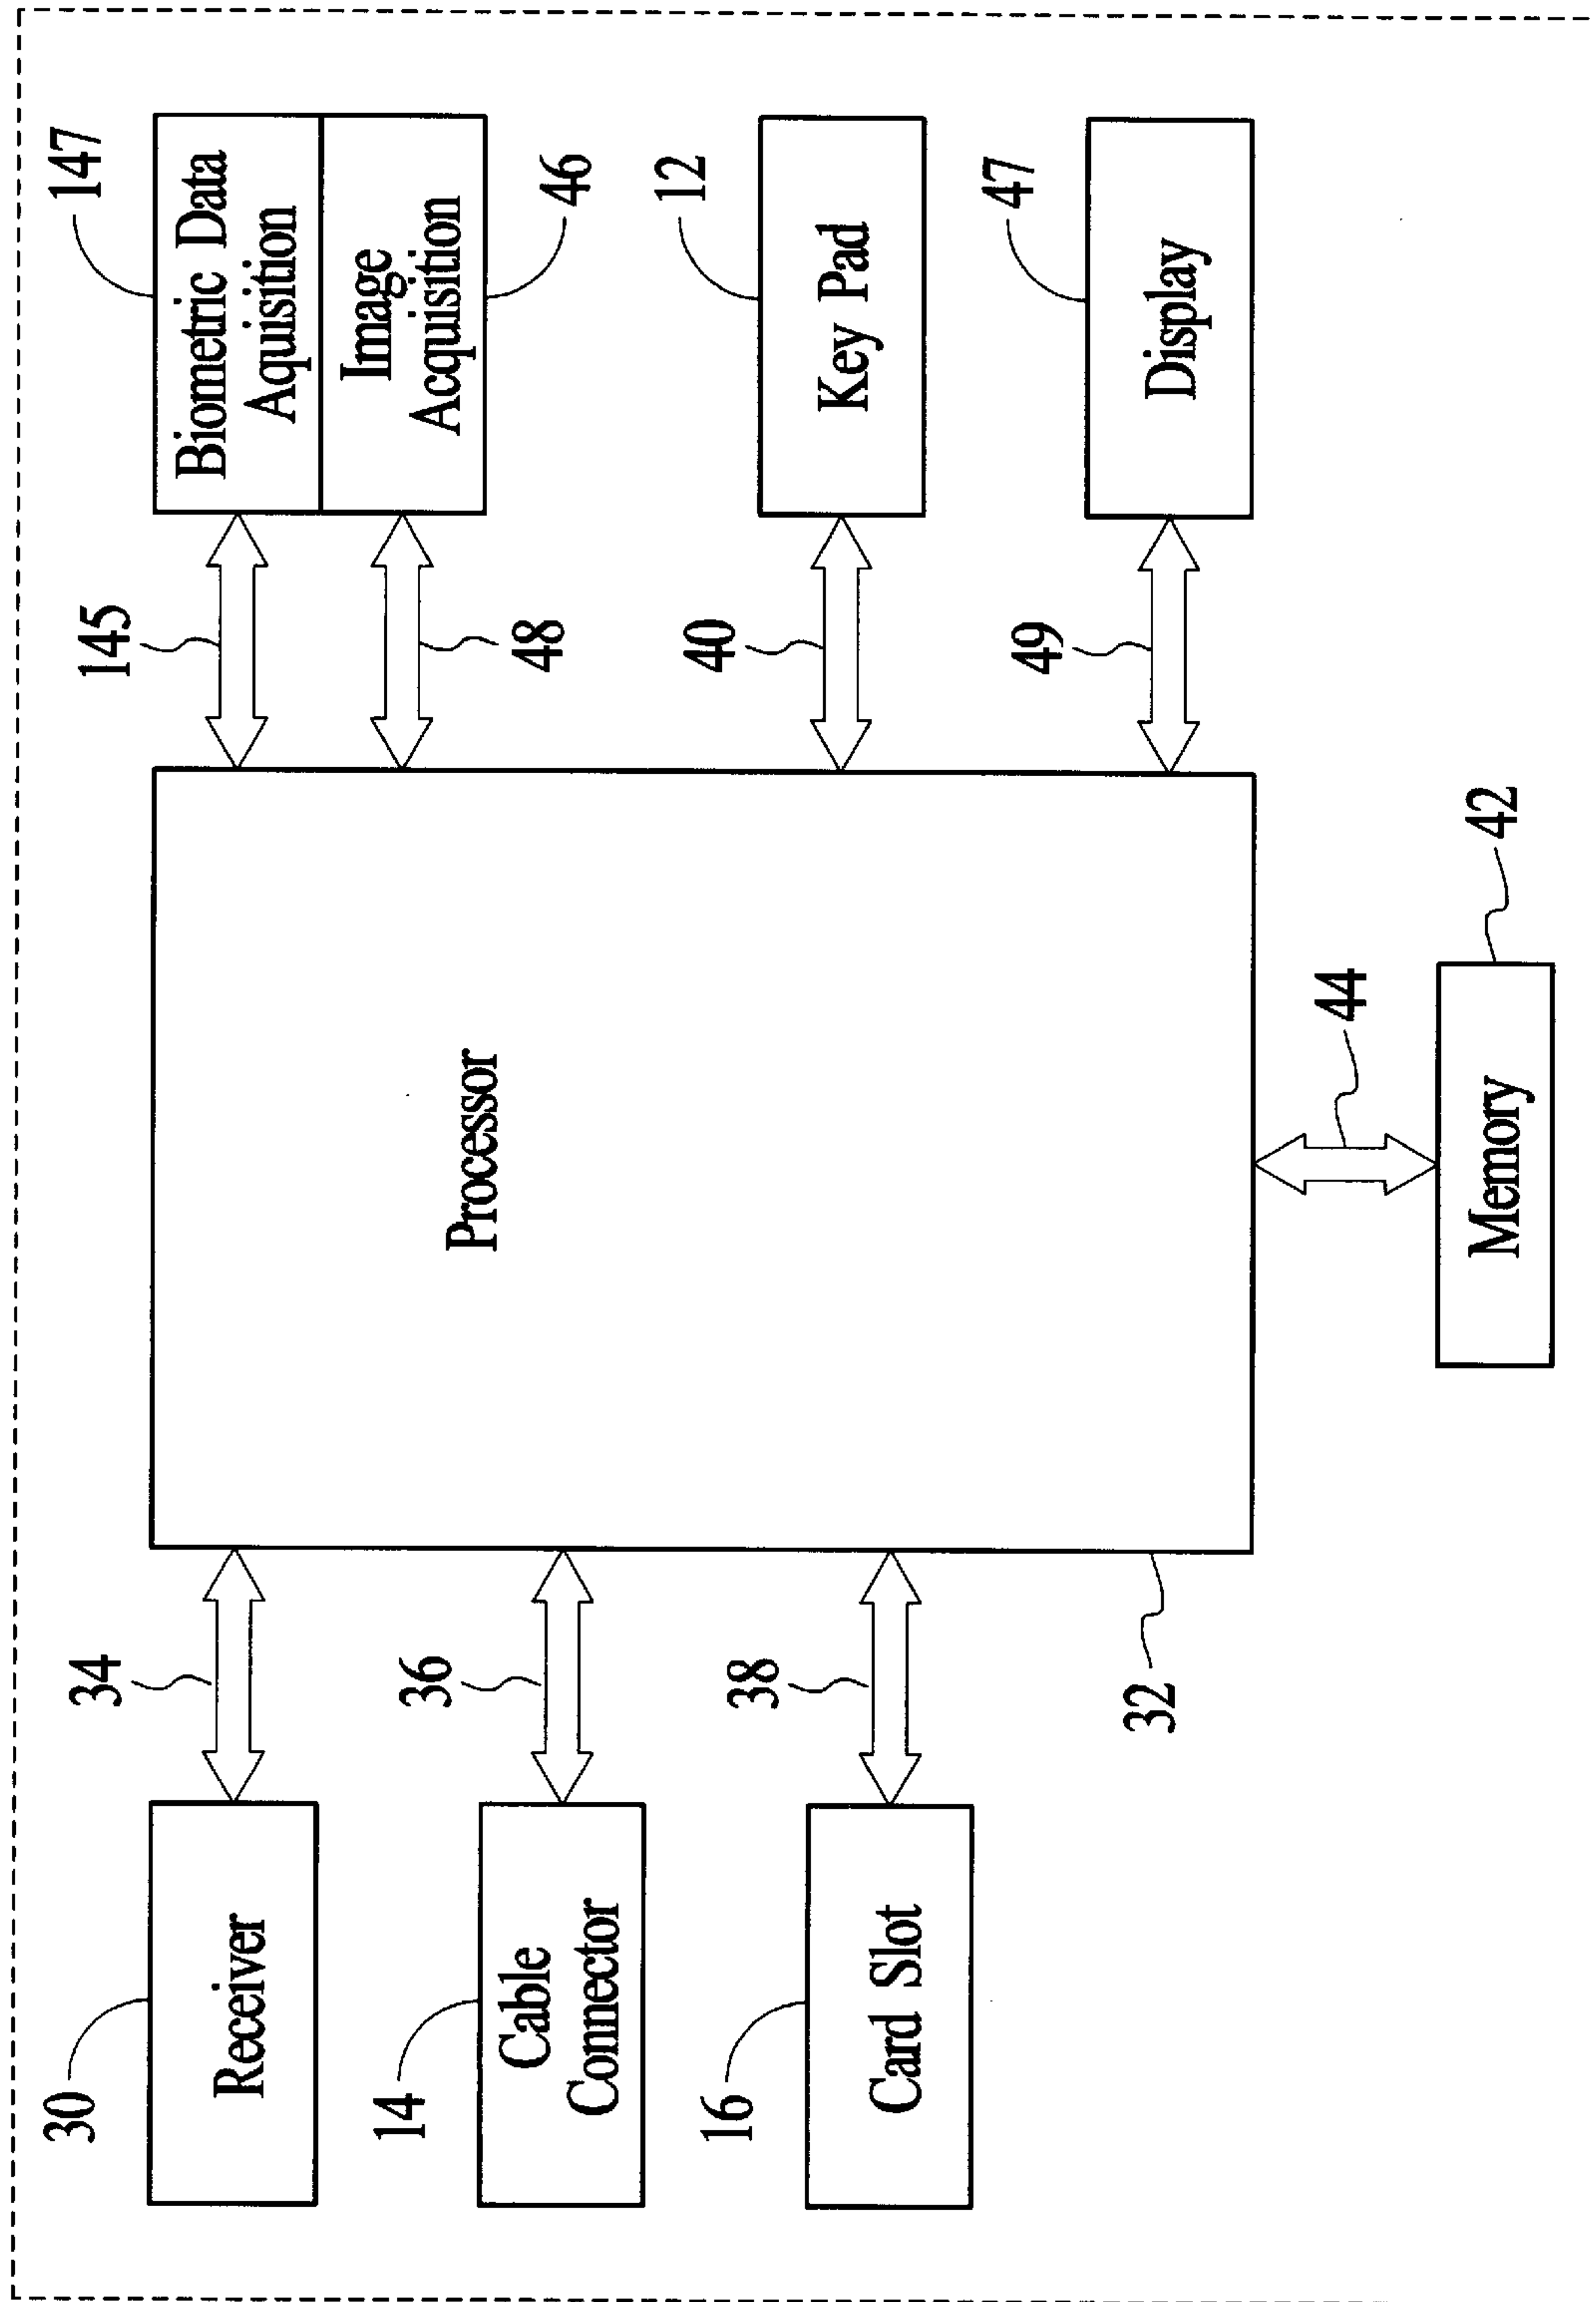 30
Receiver
34
14
Cable
Connector
36
16
Card Slot
38
32
Processor
145
147
Biometric Data
Aquisition
Image
Acquisition
46
48
12
Key Pad
40
47
Display
49
44
42
Memory